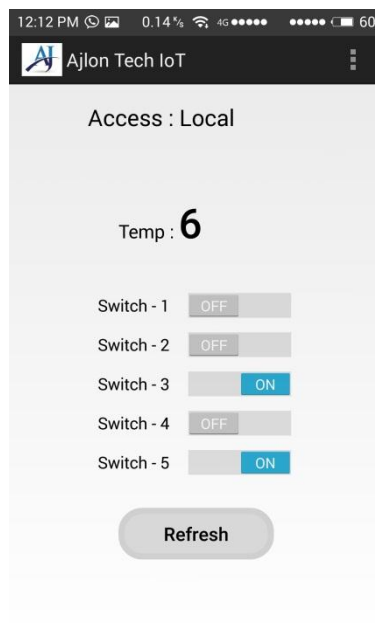 12:12 PM 0.14 K/s 4G 60
AJ Ajlon Tech IoT
Access : Local
Temp : 6
Switch - 1 OFF
Switch - 2 OFF
Switch - 3 ON
Switch - 4 OFF
Switch - 5 ON
Refresh